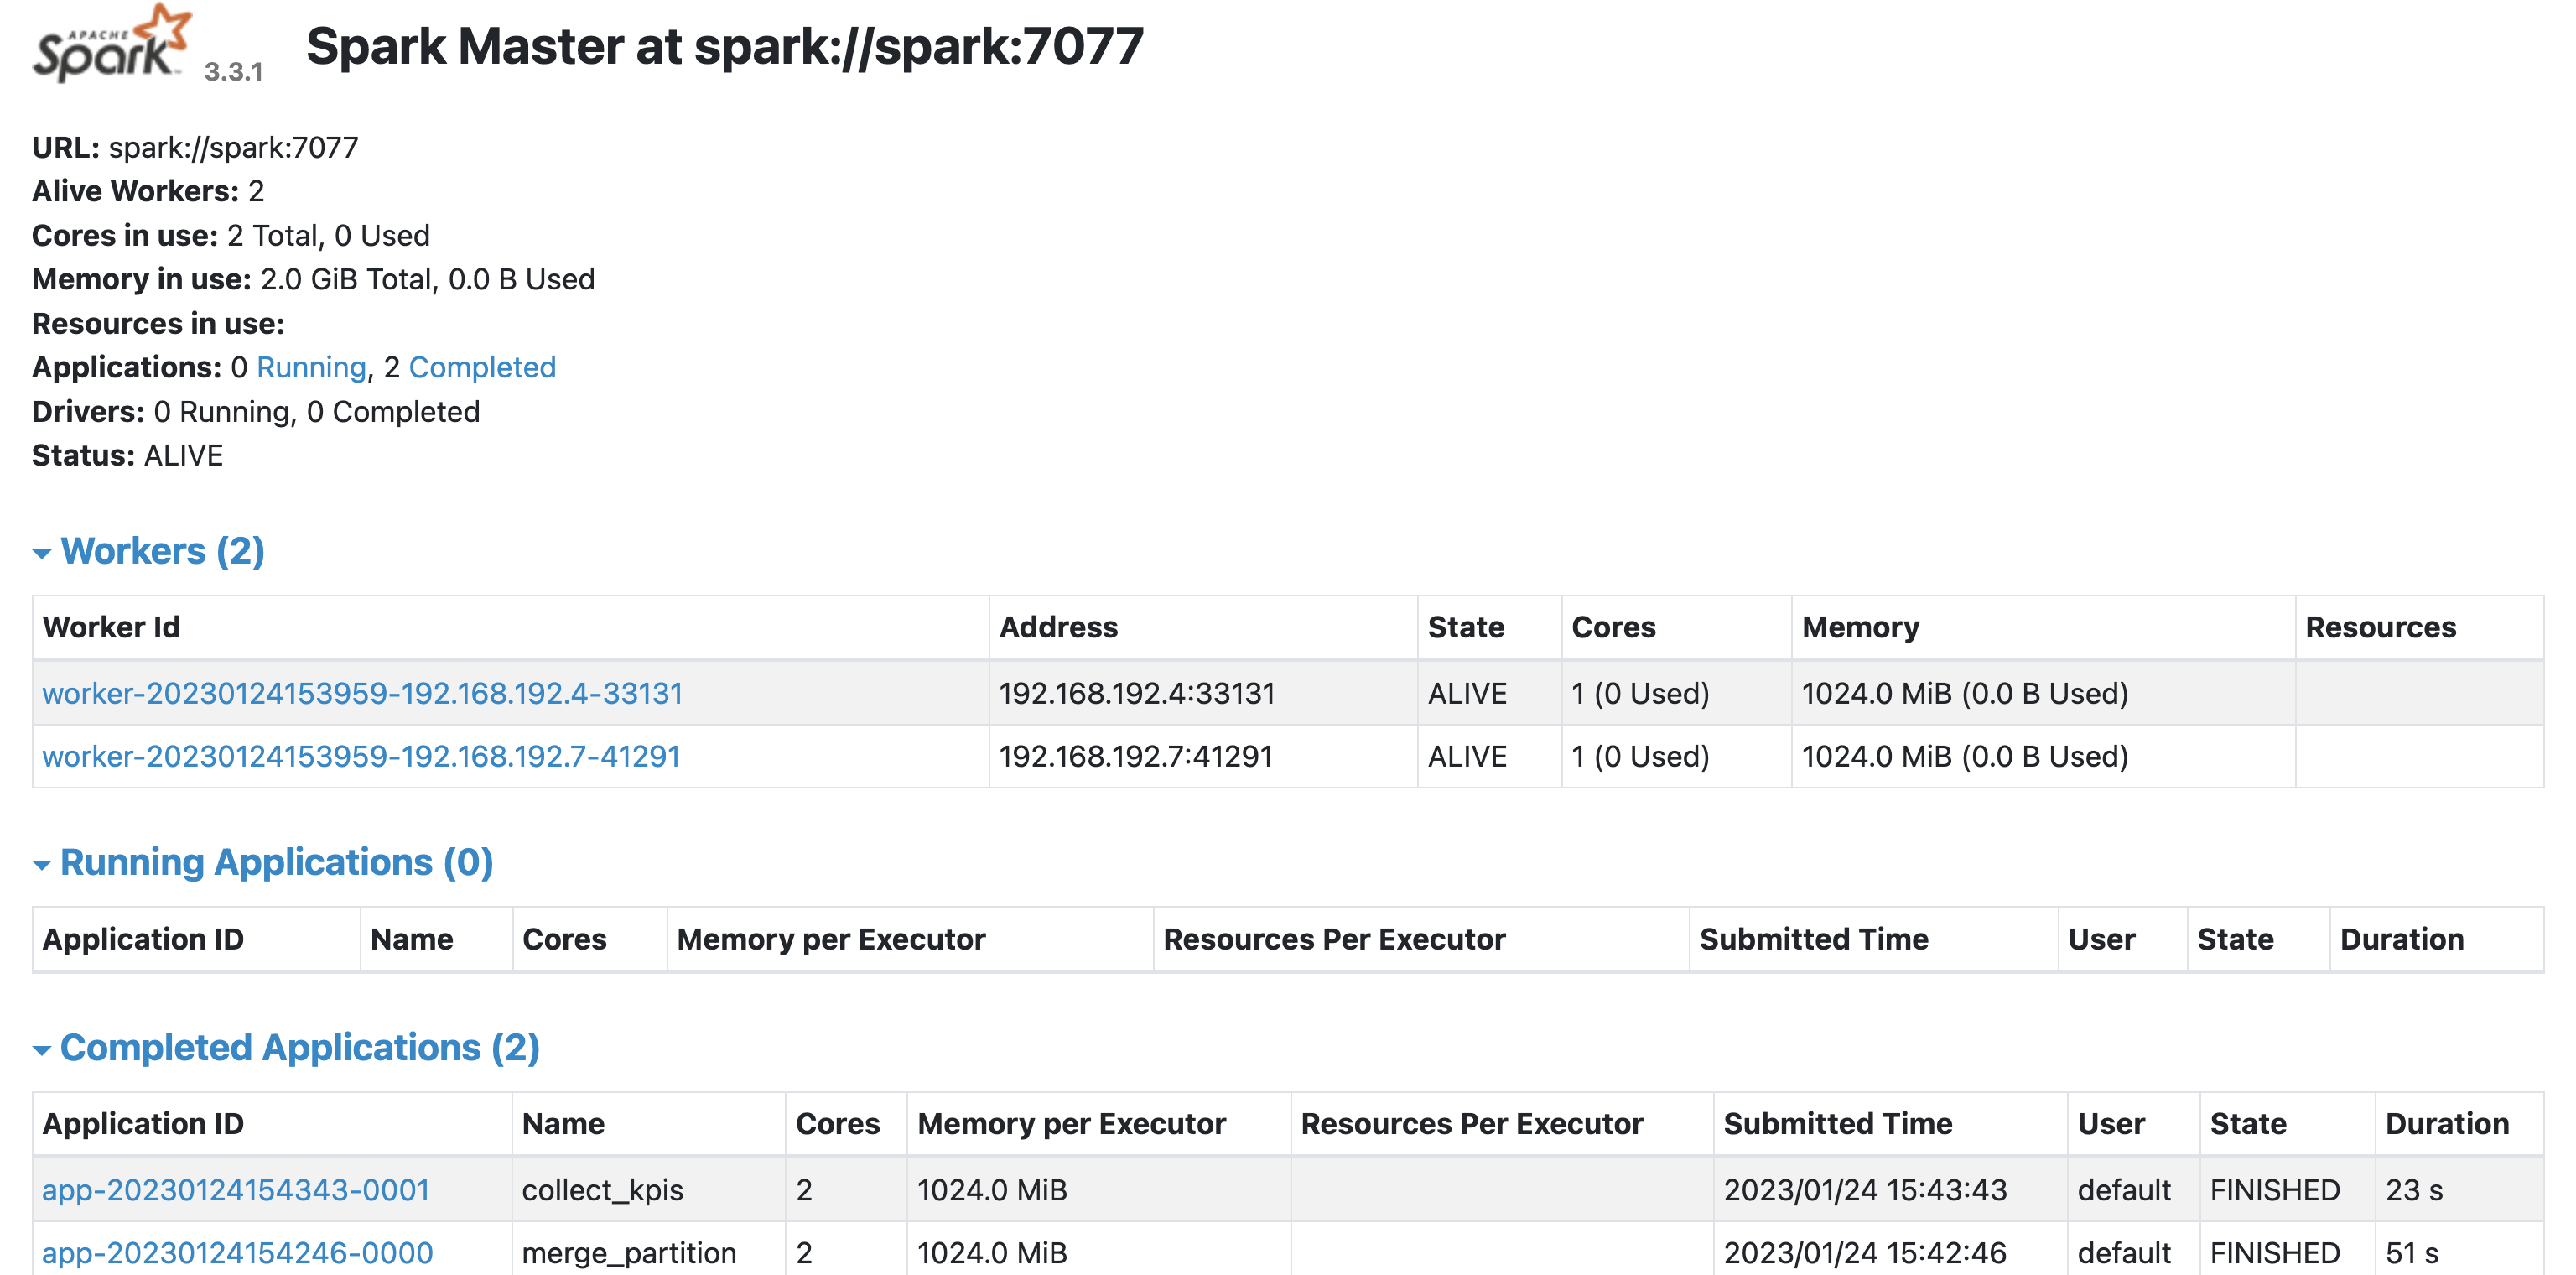 APACHE
Spark 3.3.1 Spark Master at spark://spark:7077
URL: spark://spark:7077
Alive Workers: 2
Cores in use: 2 Total, 0 Used
Memory in use: 2.0 GiB Total, 0.0 B Used
Resources in use:
Applications: 0 Running, 2 Completed
Drivers: 0 Running, 0 Completed
Status: ALIVE
Workers (2)
Worker Id Address State Cores Memory Resources
worker-20230124153959-192.168.192.4-33131 192.168.192.4:33131 ALIVE 1 (0 Used) 1024.0 MiB (0.0 B Used)
worker-20230124153959-192.168.192.7-41291 192.168.192.7:41291 ALIVE 1 (0 Used) 1024.0 MiB (0.0 B Used)
Running Applications (0)
Application ID Name Cores Memory per Executor Resources Per Executor Submitted Time User State Duration
Completed Applications (2)
Application ID Name Cores Memory per Executor Resources Per Executor Submitted Time User State Duration
app-20230124154343-0001 collect_kpis 2 1024.0 MiB 2023/01/24 15:43:43 default FINISHED 23 s
app-20230124154246-0000 merge_partition 2 1024.0 MiB 2023/01/24 15:42:46 default FINISHED 51 s